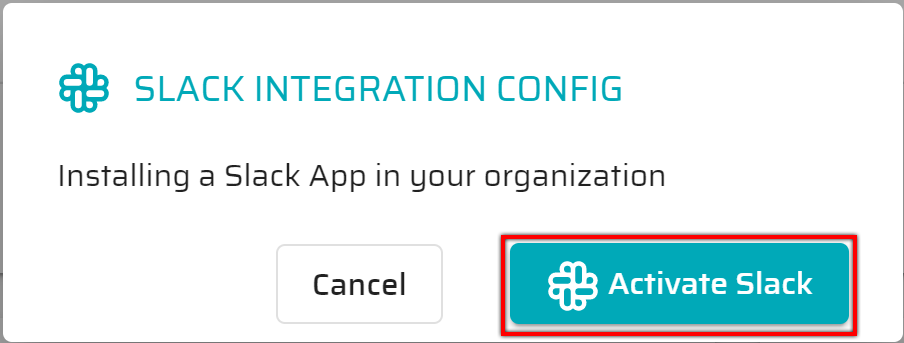 SLACK INTEGRATION CONFIG
Installing a Slack App in your organization
Cancel
Activate Slack